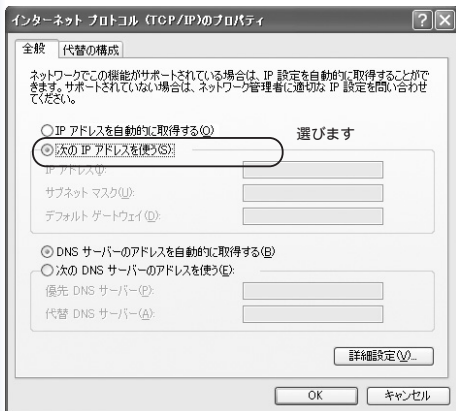 インターネット プロトコル (TCP/IP)のプロパティ
全般
代替の構成
ネットワークでこの機能がサポートされている場合は、IP 設定を自動的に取得することがで
きます。サポートされていない場合は、ネットワーク管理者に適切な IP 設定を問い合わせ
てください。
IP アドレスを自動的に取得する(O)
選びます
次の IP アドレスを使う(S):
IP アドレス(I):
サブネット マスク(U):
デフォルト ゲートウェイ(D):
DNS サーバーのアドレスを自動的に取得する(B)
次の DNS サーバーのアドレスを使う(E):
優先 DNS サーバー(P):
代替 DNS サーバー(A):
詳細設定(V)...
OK
キャンセル